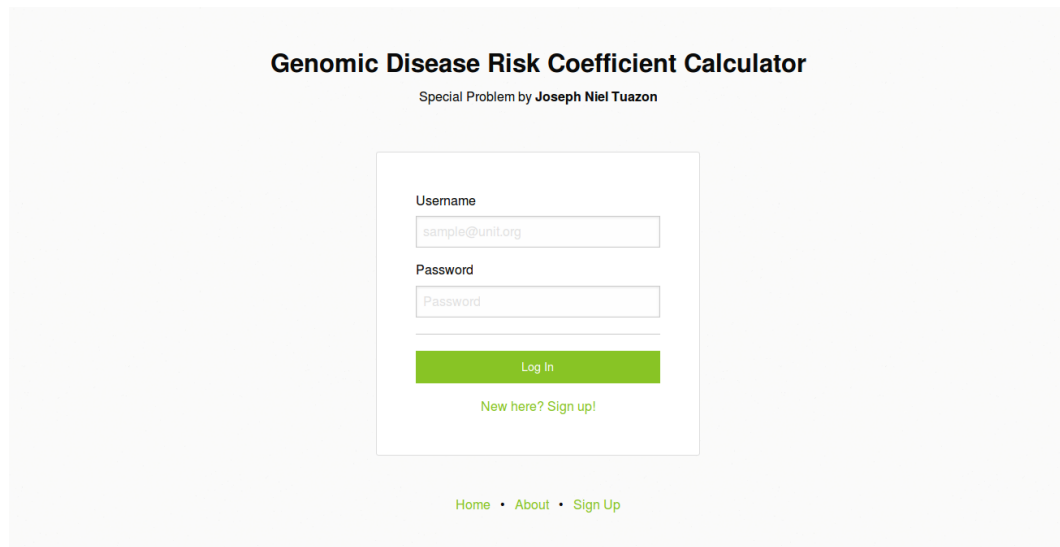 Genomic Disease Risk Coefficient Calculator
Special Problem by Joseph Niel Tuazon
Username
sample@unit.org
Password
Password
Log In
New here? Sign up!
Home • About • Sign Up